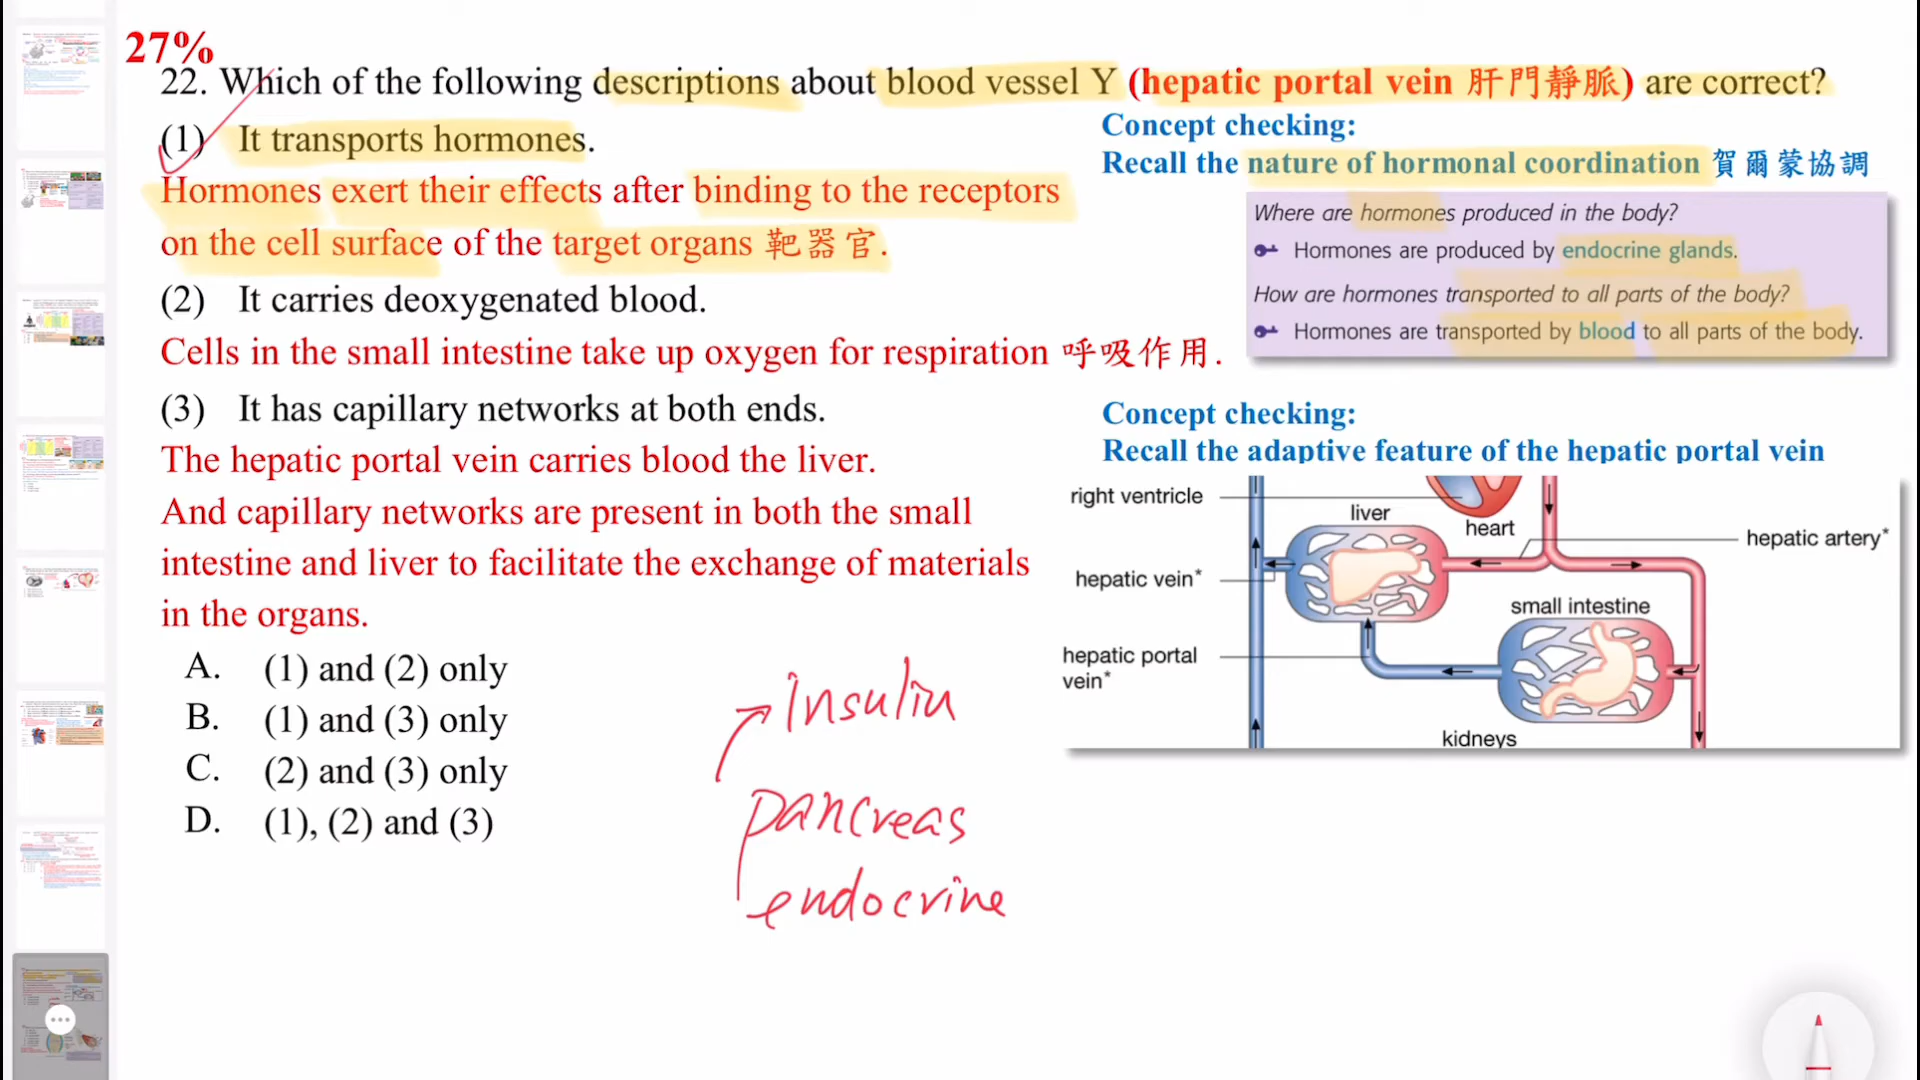 27%
22. Which of the following descriptions about blood vessel Y (hepatic portal vein 肝門靜脈) are correct?
(1) It transports hormones.
Hormones exert their effects after binding to the receptors
on the cell surface of the target organs 靶器官.
(2) It carries deoxygenated blood.
Cells in the small intestine take up oxygen for respiration 呼吸作用.
(3) It has capillary networks at both ends.
The hepatic portal vein carries blood the liver.
And capillary networks are present in both the small
intestine and liver to facilitate the exchange of materials
in the organs.
A. (1) and (2) only
B. (1) and (3) only
C. (2) and (3) only
D. (1), (2) and (3)
insulin
pancreas
endocrine
Concept checking:
Recall the nature of hormonal coordination 賀爾蒙協調
Where are hormones produced in the body?
Hormones are produced by endocrine glands.
How are hormones transported to all parts of the body?
Hormones are transported by blood to all parts of the body.
Concept checking:
Recall the adaptive feature of the hepatic portal vein
right ventricle
liver
heart
hepatic artery*
hepatic vein*
small intestine
hepatic portal
vein*
kidneys